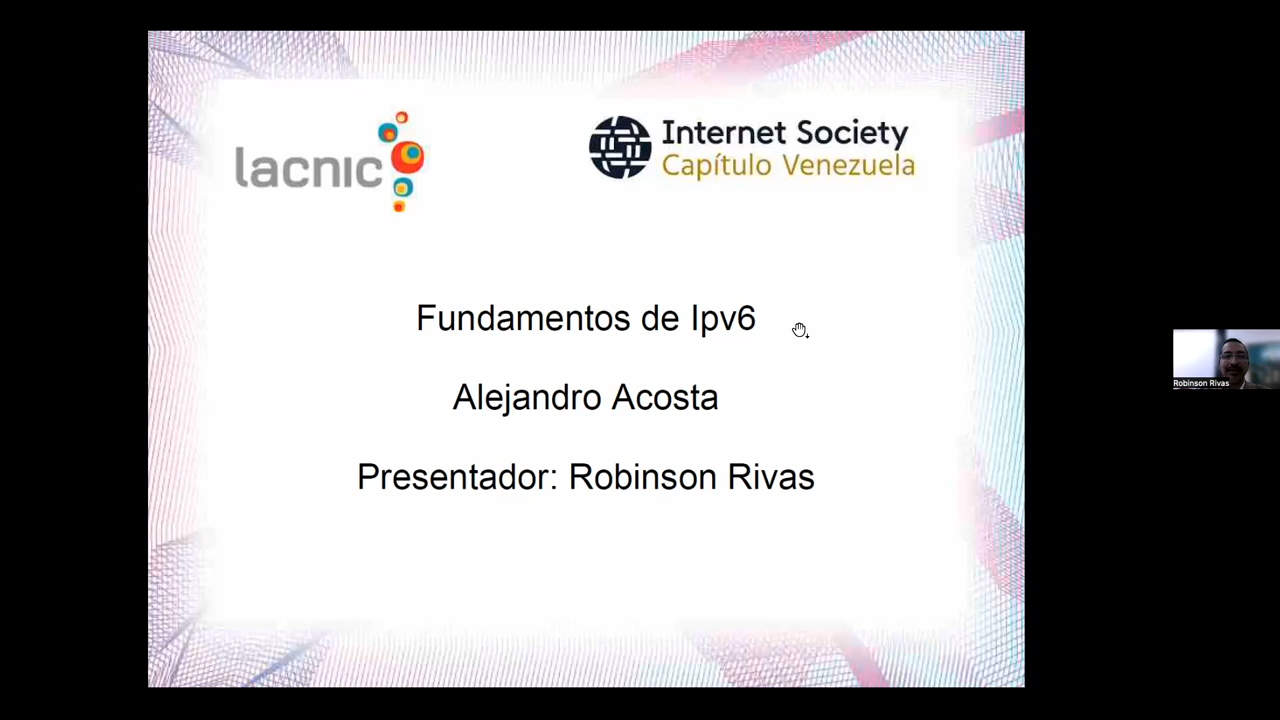 lacnic
Internet Society
Capítulo Venezuela
Fundamentos de Ipv6
Alejandro Acosta
Presentador: Robinson Rivas
Robinson Rivas